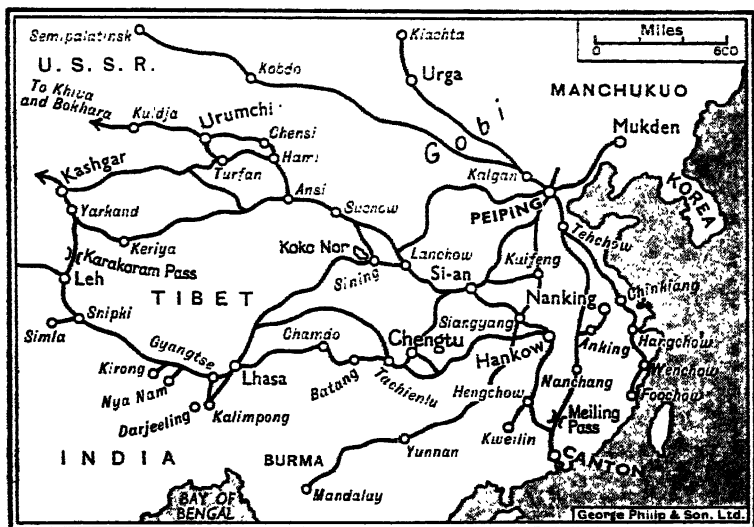 Miles
0 600
Semipalatinsk
Kiachta
U. S. S. R.
Kobdo
Urga
MANCHUKUO
To Khiva
and Bokhara
Kuldja
Urumchi
Gobi
Mukden
Chensi
Hami
Turfan
Kalgan
Kashgar
PEIPING
KOREA
Ansi
Suchow
Yarkand
Tehchow
Keriya
Koko Nor
Lanchow
Kuifeng
Karakoram Pass
Sining
Si-an
Chinkiang
Leh
Nanking
TIBET
Siangyang
Snipki
Chamdo
Chengtu
Hangchow
Simla
Gyangtse
Hankow
Anking
Kirong
Lhasa
Batang
Tachienlu
Wenchow
Nya Nam
Hengchow
Nanchang
Foochow
Darjeeling
Kalimpong
Meiling
Pass
Kweilin
INDIA
BURMA
Yunnan
CANTON
Mandalay
BAY OF
BENGAL
George Philip & Son. Ltd.